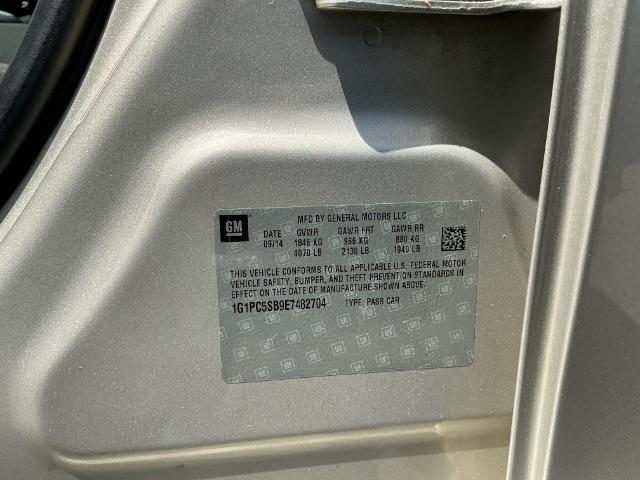 GM
MFD BY GENERAL MOTORS LLC
DATE GVWR GAWR FRT GAWR RR
09/14 1845 KG 966 KG 880 KG
4070 LB 2130 LB 1940 LB
THIS VEHICLE CONFORMS TO ALL APPLICABLE U.S. FEDERAL MOTOR
VEHICLE SAFETY, BUMPER, AND THEFT PREVENTION STANDARDS IN
EFFECT ON THE DATE OF MANUFACTURE SHOWN ABOVE.
1G1PC5SB9E7482704 TYPE: PASS CAR